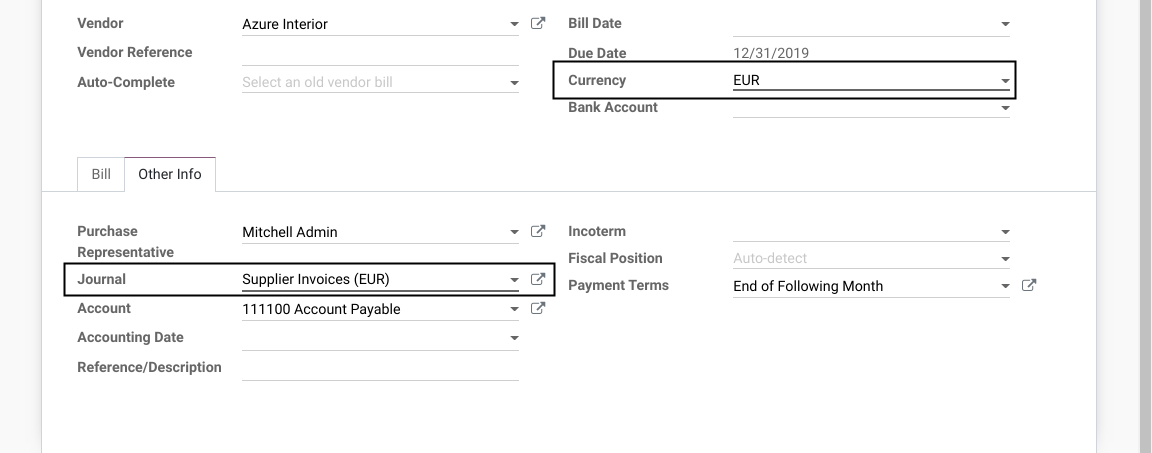 Vendor Azure Interior Bill Date
Vendor Reference Due Date 12/31/2019
Auto-Complete Select an old vendor bill Currency EUR
Bank Account
Bill Other Info
Purchase Mitchell Admin Incoterm
Representative Fiscal Position Auto-detect
Journal Supplier Invoices (EUR) Payment Terms End of Following Month
Account 111100 Account Payable
Accounting Date
Reference/Description